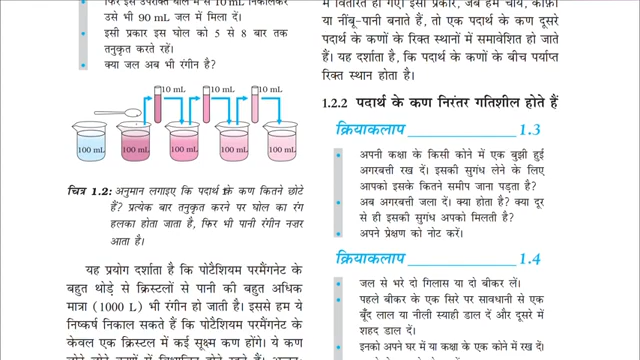 फिर इस उपरोक्त घोल में से 10 mL निकालकर
उसे भी 90 mL जल में मिला दें।
इसी प्रकार इस घोल को 5 से 8 बार तक
तनुकृत करते रहें।
क्या जल अब भी रंगीन है?
10 mL 10 mL 10 mL
100 mL 100 mL 100 mL 100 mL 100 mL
चित्र 1.2: अनुमान लगाइए कि पदार्थ के कण कितने छोटे
हैं? प्रत्येक बार तनुकृत करने पर घोल का रंग
हलका होता जाता है, फिर भी पानी रंगीन नज़र
आता है।
यह प्रयोग दर्शाता है कि पोटैशियम परमैंगनेट के
बहुत थोड़े से क्रिस्टलों से पानी की बहुत अधिक
मात्रा (1000 L) भी रंगीन हो जाती है। इससे हम ये
निष्कर्ष निकाल सकते हैं कि पोटैशियम परमैंगनेट के
केवल एक क्रिस्टल में कई सूक्ष्म कण होंगे। ये कण
में वितरित हो गए। इसी प्रकार, जब हम चाय, कॉफ़ी
या नींबू-पानी बनाते हैं, तो एक पदार्थ के कण दूसरे
पदार्थ के कणों के रिक्त स्थानों में समावेशित हो जाते
हैं। यह दर्शाता है, कि पदार्थ के कणों के बीच पर्याप्त
रिक्त स्थान होता है।
1.2.2 पदार्थ के कण निरंतर गतिशील होते हैं
क्रियाकलाप 1.3
अपनी कक्षा के किसी कोने में एक बुझी हुई
अगरबत्ती रख दें। इसकी सुगंध लेने के लिए
आपको इसके कितने समीप जाना पड़ता है?
अब अगरबत्ती जला दें। क्या होता है? क्या दूर
से ही इसकी सुगंध आपको मिलती है?
अपने प्रेक्षण को नोट करें।
क्रियाकलाप 1.4
जल से भरे दो गिलास या दो बीकर लें।
पहले बीकर के एक सिरे पर सावधानी से एक
बूँद लाल या नीली स्याही डाल दें और दूसरे में
शहद डाल दें।
इनको अपने घर में या कक्षा के एक कोने में रख दें।